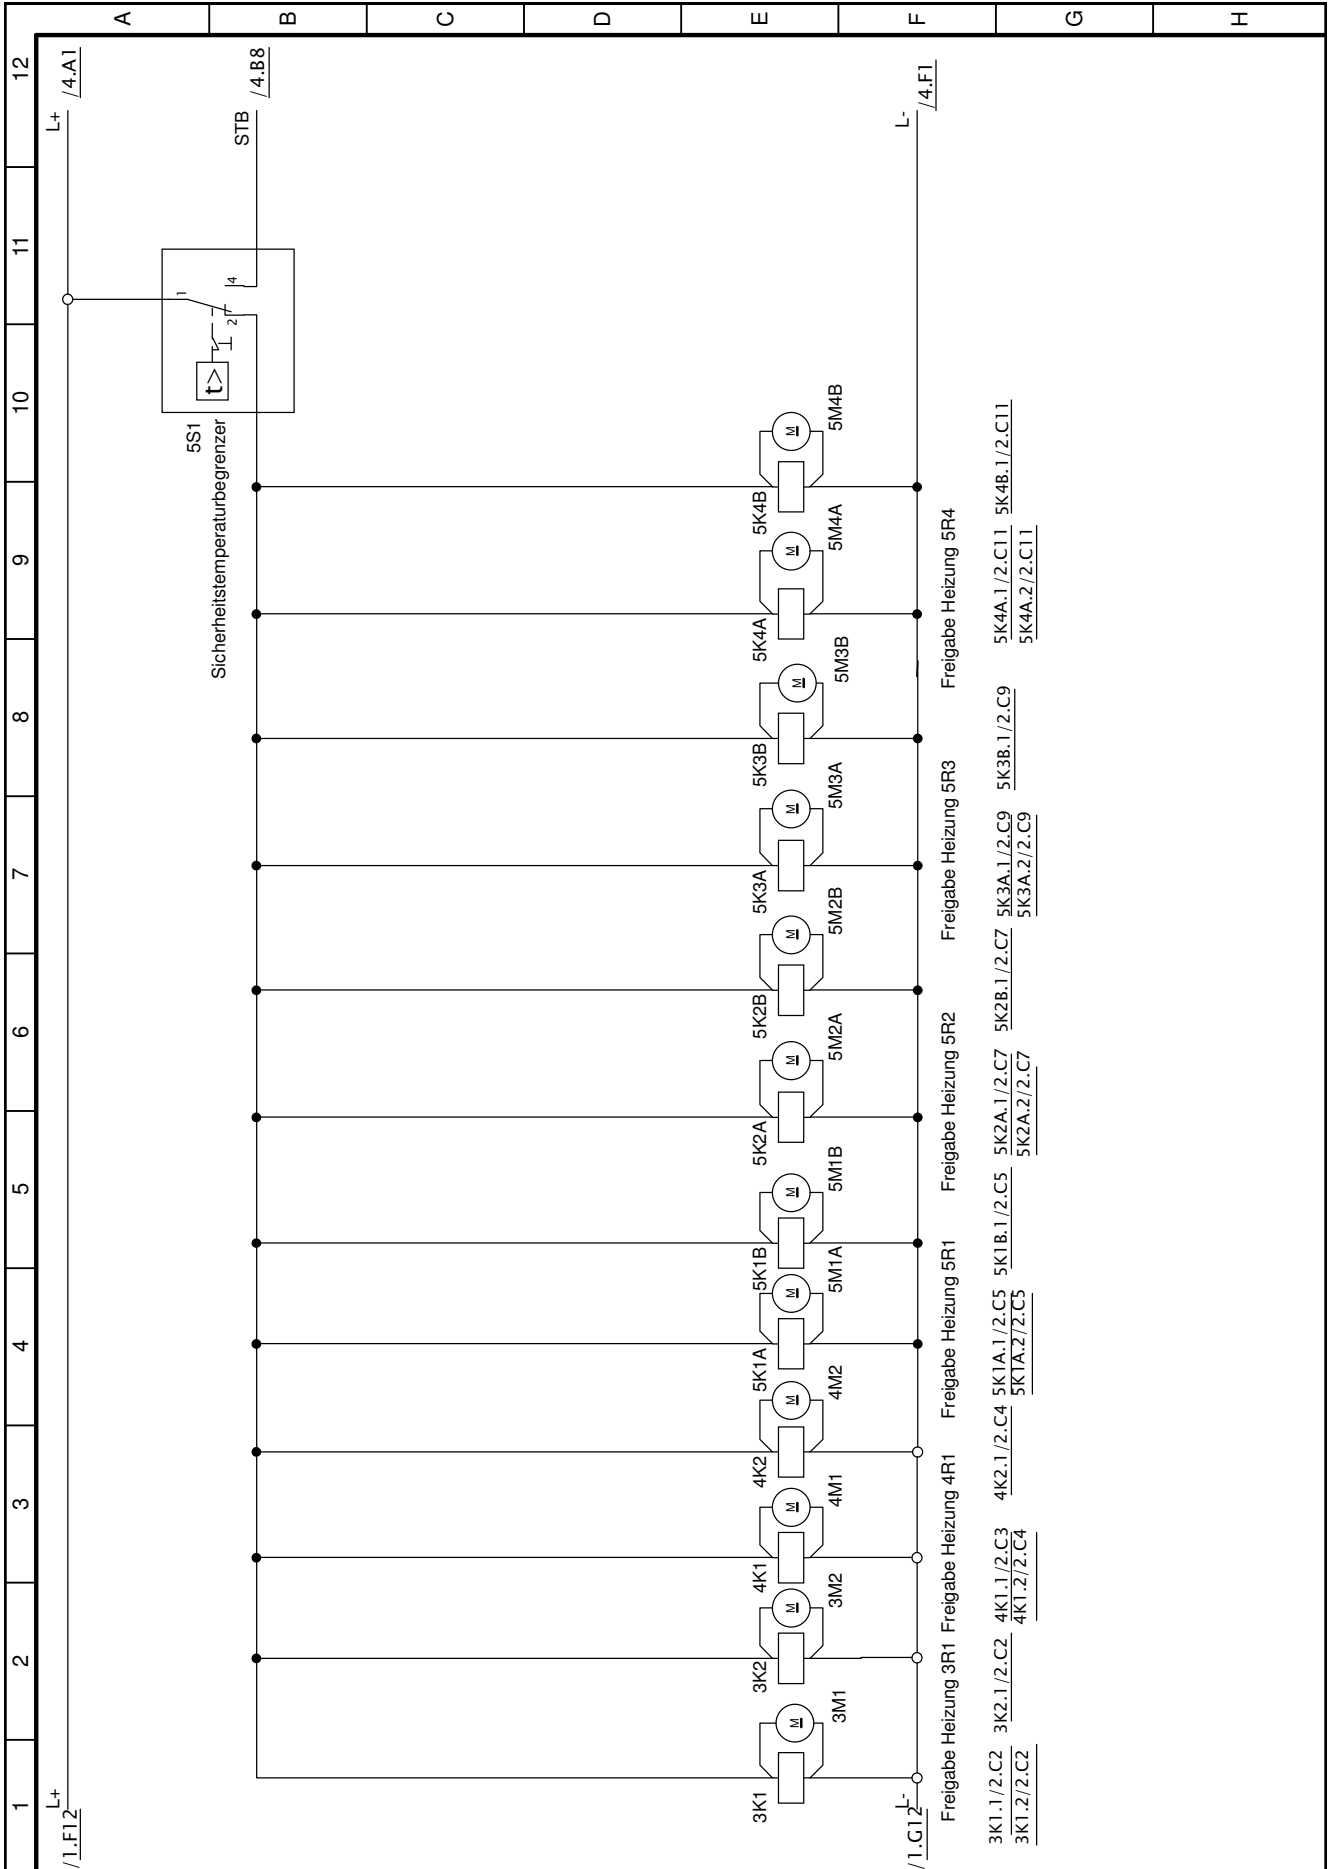 1 2 3 4 5 6 7 8 9 10 11 12
A
B
C
D
E
F
G
H
/1.F12
L+
L+
/4.A1
STB
/4.B8
5S1
Sicherheitstemperaturbegrenzer
t>
1
2
4
3K1
3M1
M
3K2
3M2
M
4K1
4M1
M
4K2
4M2
M
5K1A
5M1A
M
5K1B
5M1B
M
5K2A
5M2A
M
5K2B
5M2B
M
5K3A
5M3A
M
5K3B
5M3B
M
5K4A
5M4A
M
5K4B
5M4B
M
/1.G12
L-
L-
/4.F1
Freigabe Heizung 3R1
Freigabe Heizung 4R1
Freigabe Heizung 5R1
Freigabe Heizung 5R2
Freigabe Heizung 5R3
Freigabe Heizung 5R4
3K1.1/2.C2
3K1.2/2.C2
3K2.1/2.C2
4K1.1/2.C3
4K1.2/2.C4
4K2.1/2.C4
5K1A.1/2.C5
5K1A.2/2.C5
5K1B.1/2.C5
5K2A.1/2.C7
5K2A.2/2.C7
5K2B.1/2.C7
5K3A.1/2.C9
5K3A.2/2.C9
5K3B.1/2.C9
5K4A.1/2.C11
5K4A.2/2.C11
5K4B.1/2.C11